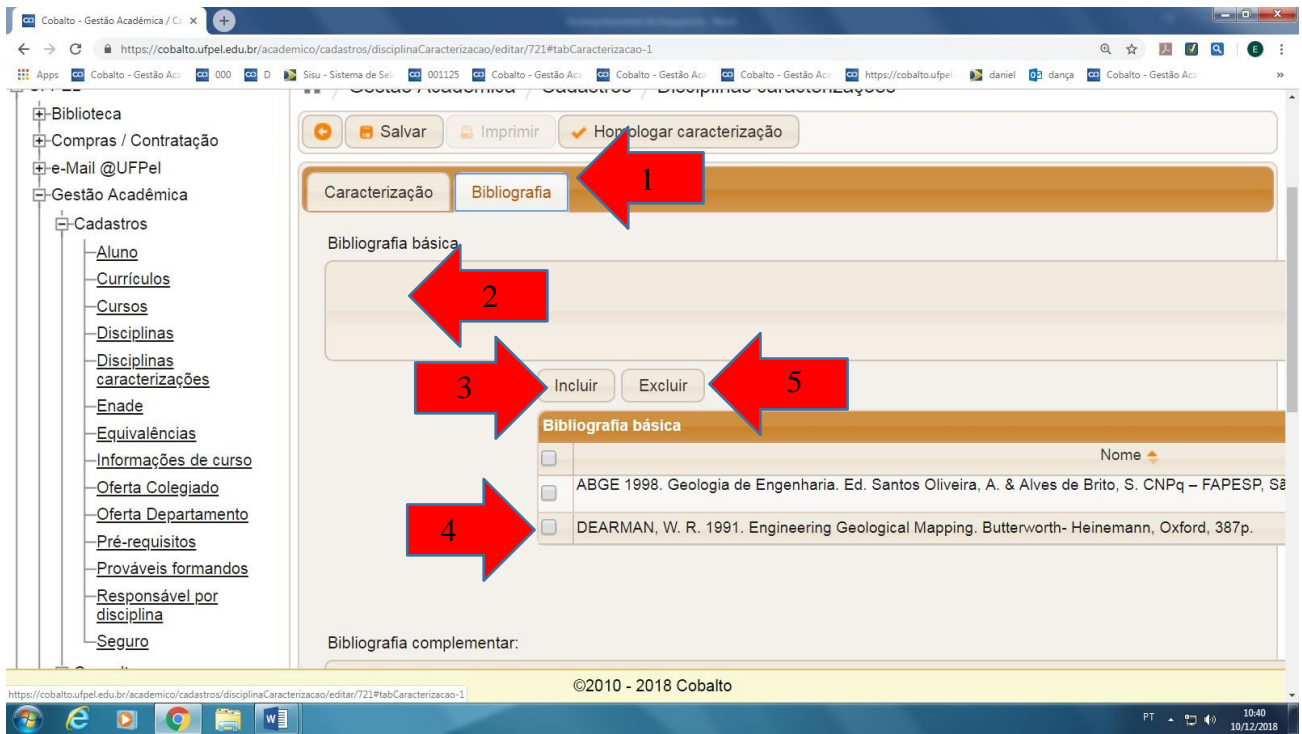 Cobalto - Gestão Acadêmica / Ca
https://cobalto.ufpel.edu.br/academico/cadastros/disciplinaCaracterizacao/editar/721#tabCaracterizacao-1
E
Apps Cobalto - Gestão Aca 000 D Sisu - Sistema de Sel 001125 Cobalto - Gestão Aca Cobalto - Gestão Aca Cobalto - Gestão Aca https://cobalto.ufpel. daniel dança Cobalto - Gestão Aca »
/ Gestão Acadêmica / Cadastros / Disciplinas caracterizações
Biblioteca
Compras / Contratação
e-Mail @UFPel
Gestão Acadêmica
Cadastros
Aluno
Currículos
Cursos
Disciplinas
Disciplinas
caracterizações
Enade
Equivalências
Informações de curso
Oferta Colegiado
Oferta Departamento
Pré-requisitos
Prováveis formandos
Responsável por
disciplina
Seguro
Salvar Imprimir Homologar caracterização
Caracterização Bibliografia 1
Bibliografia básica
2
3 Incluir Excluir 5
Bibliografia básica
Nome
ABGE 1998. Geologia de Engenharia. Ed. Santos Oliveira, A. & Alves de Brito, S. CNPq – FAPESP, Sã
4 DEARMAN, W. R. 1991. Engineering Geological Mapping. Butterworth- Heinemann, Oxford, 387p.
Bibliografia complementar:
©2010 - 2018 Cobalto
https://cobalto.ufpel.edu.br/academico/cadastros/disciplinaCaracterizacao/editar/721#tabCaracterizacao-1
PT 10:40
10/12/2018